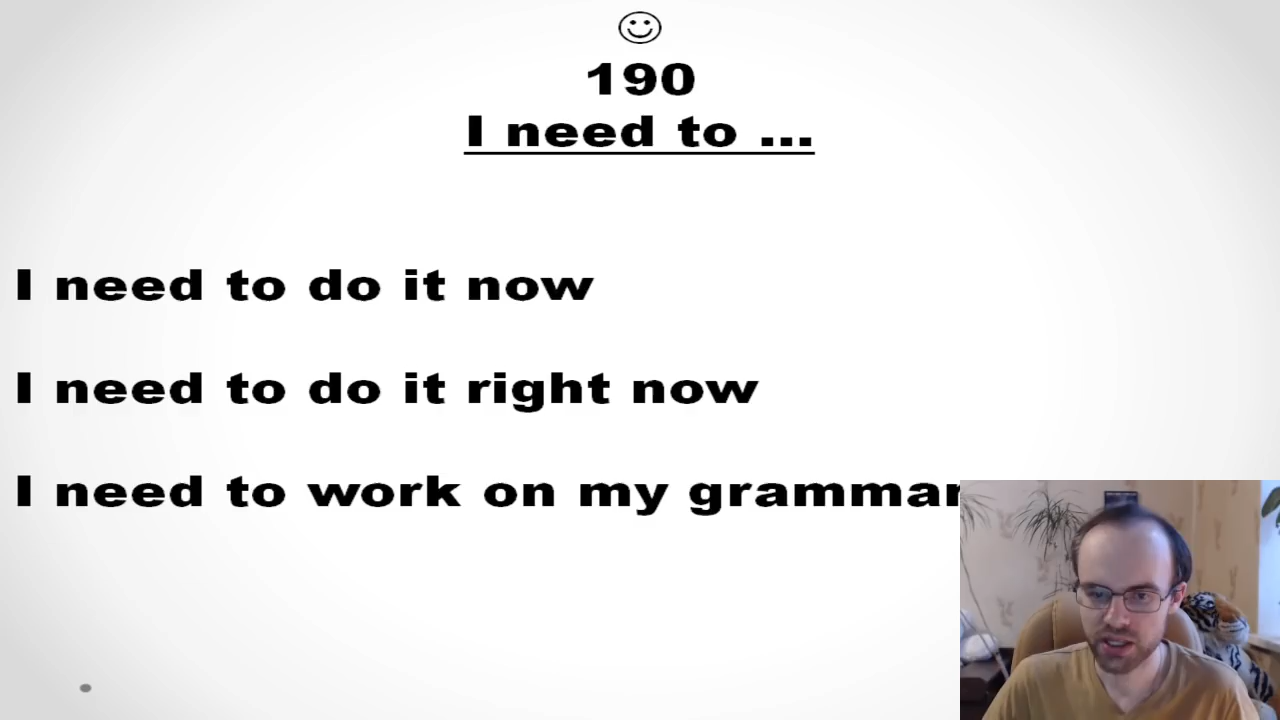 190
I need to ...
I need to do it now
I need to do it right now
I need to work on my grammar